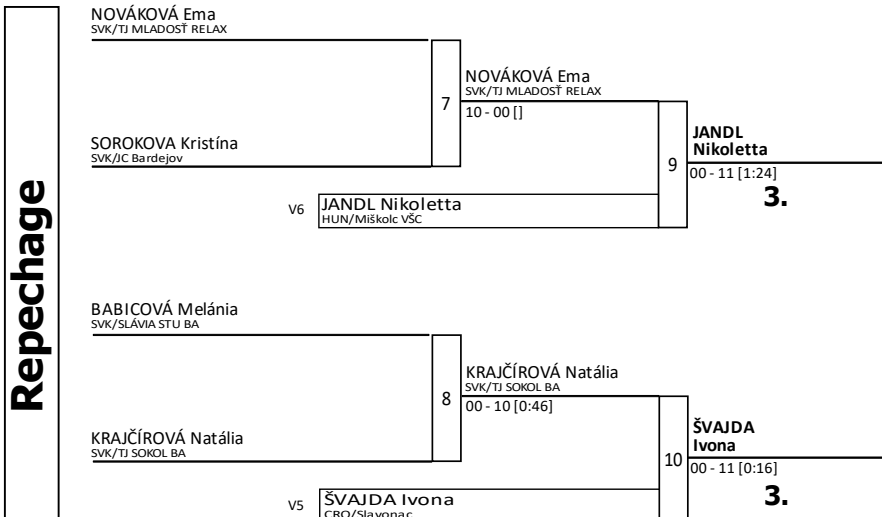 Repechage
NOVÁKOVÁ Ema
SVK/TJ MLADOSŤ RELAX
7
NOVÁKOVÁ Ema
SVK/TJ MLADOSŤ RELAX
10 - 00 []
SOROKOVA Kristína
SVK/JC Bardejov
9
JANDL
Nikoletta
00 - 11 [1:24]
3.
V6
JANDL Nikoletta
HUN/Miškolc VŠC
BABICOVÁ Melánia
SVK/SLÁVIA STU BA
8
KRAJČÍROVÁ Natália
SVK/TJ SOKOL BA
00 - 10 [0:46]
KRAJČÍROVÁ Natália
SVK/TJ SOKOL BA
10
ŠVAJDA
Ivona
00 - 11 [0:16]
3.
V5
ŠVAJDA Ivona
CRO/Slavonac